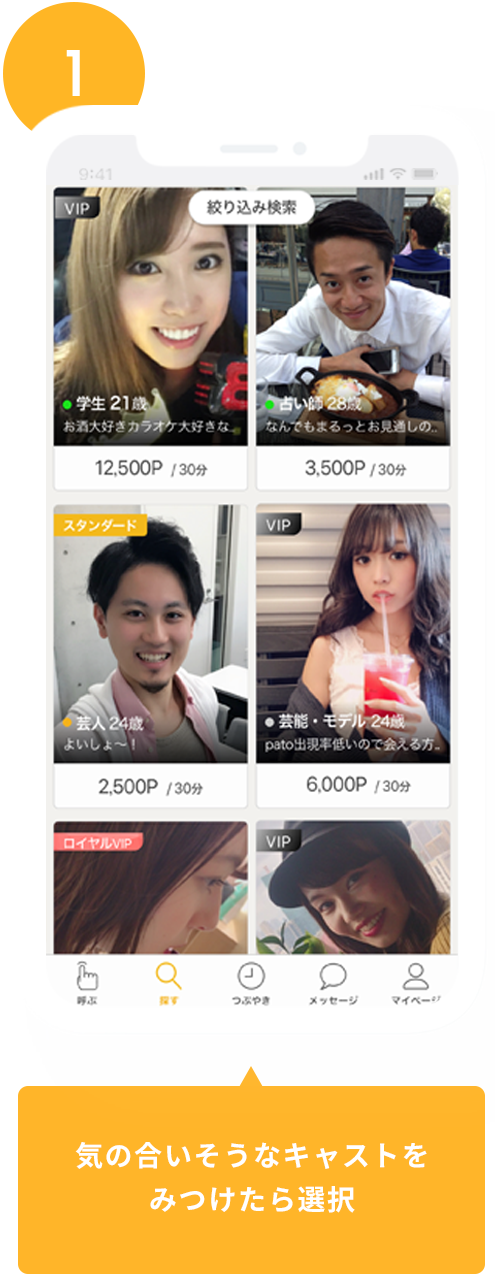 1
9:41
絞り込み検索
VIP
学生 21歳
お酒大好きカラオケ大好きな...
12,500P / 30分
占い師 28歳
なんでもまるっとお見通しの...
3,500P / 30分
スタンダード
芸人 24歳
よいしょ〜！
2,500P / 30分
VIP
芸能・モデル 24歳
pato出現率低いので会える方...
6,000P / 30分
ロイヤルVIP
VIP
呼ぶ
探す
つぶやき
メッセージ
マイページ
気の合いそうなキャストを
みつけたら選択